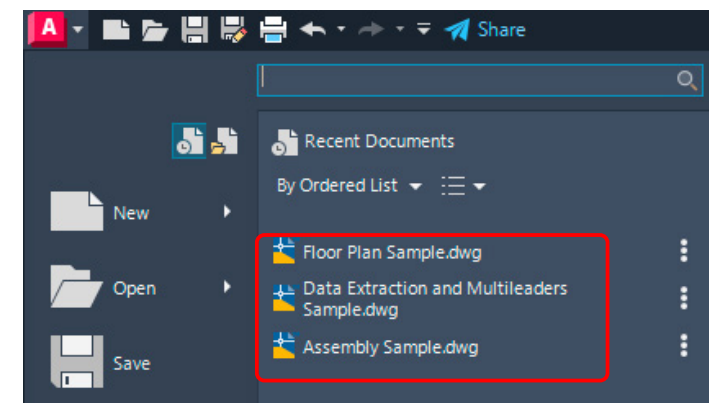 A
Share
Recent Documents
By Ordered List
New
Floor Plan Sample.dwg
Open
Data Extraction and Multileaders
Sample.dwg
Save
Assembly Sample.dwg